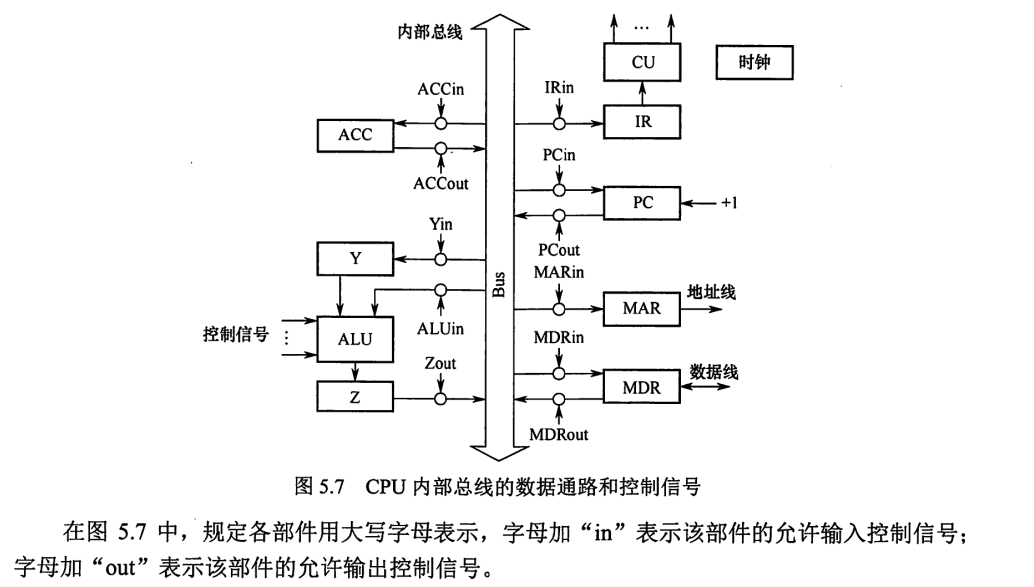 内部总线
...
CU
时钟
ACCin
IRin
ACC
IR
ACCout
PCin
PC
+1
Yin
PCout
Y
MARin
Bus
地址线
MAR
控制信号
ALU
ALUin
MDRin
Zout
数据线
MDR
Z
MDRout
图 5.7 CPU 内部总线的数据通路和控制信号
在图 5.7 中，规定各部件用大写字母表示，字母加“in”表示该部件的允许输入控制信号；
字母加“out”表示该部件的允许输出控制信号。